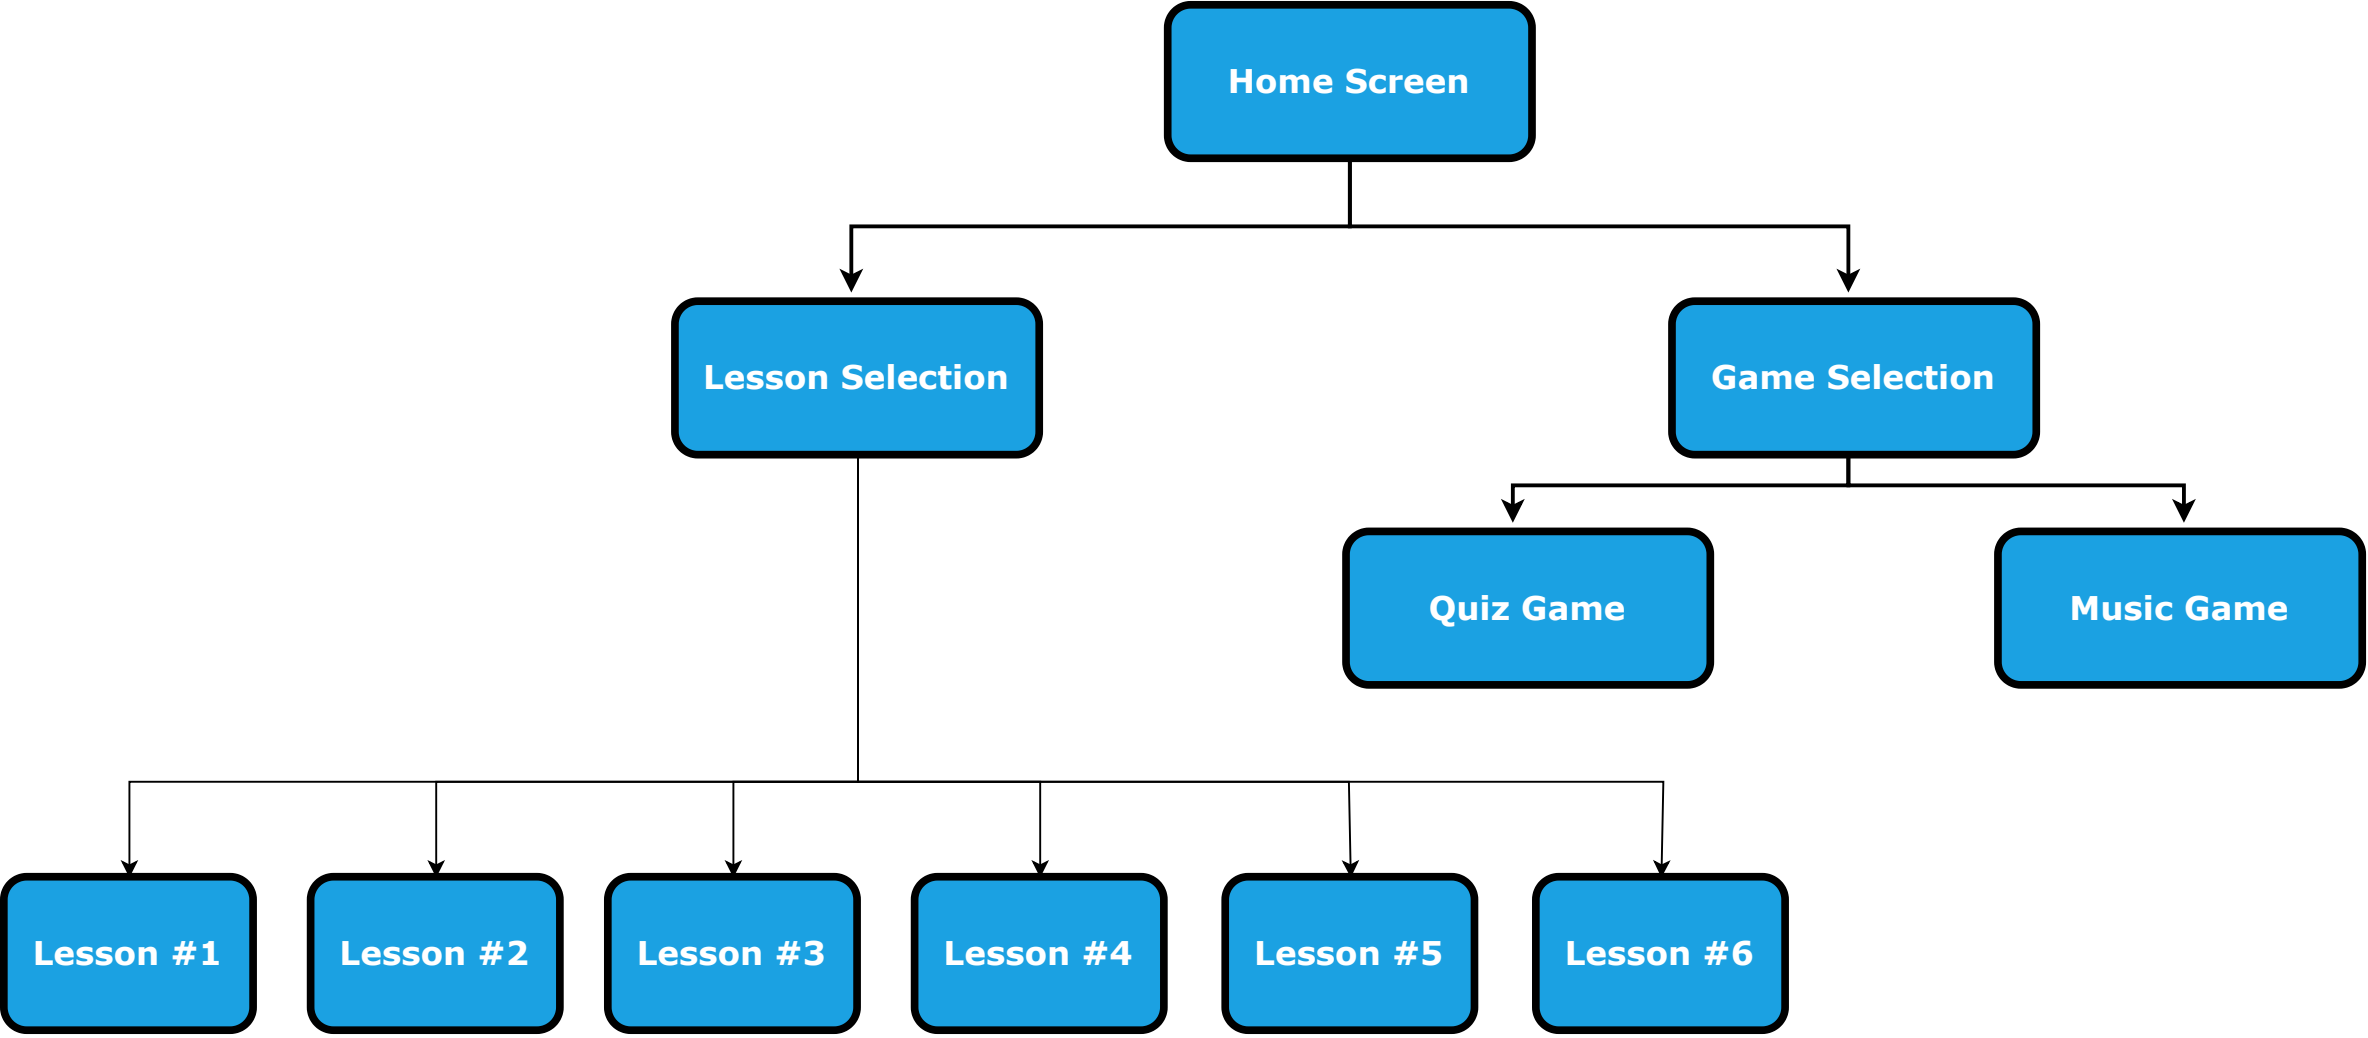 Home Screen
Lesson Selection
Game Selection
Quiz Game
Music Game
Lesson #1
Lesson #2
Lesson #3
Lesson #4
Lesson #5
Lesson #6